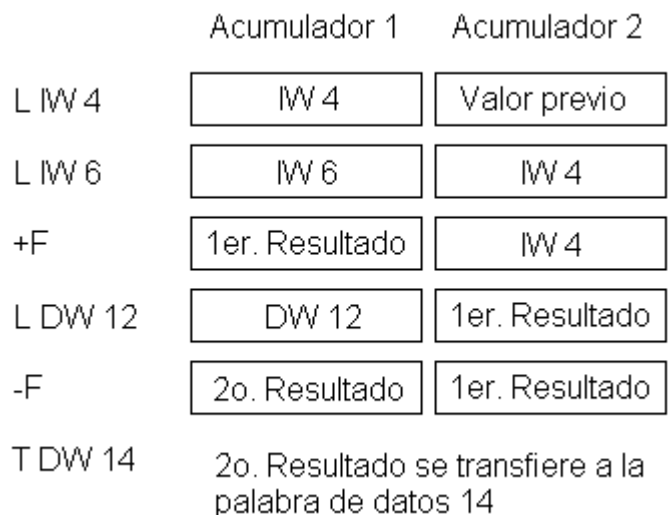 Acumulador 1 Acumulador 2
L IW 4 IW 4 Valor previo
L IW 6 IW 6 IW 4
+F 1er. Resultado IW 4
L DW 12 DW 12 1er. Resultado
-F 2o. Resultado 1er. Resultado
T DW 14 2o. Resultado se transfiere a la
palabra de datos 14